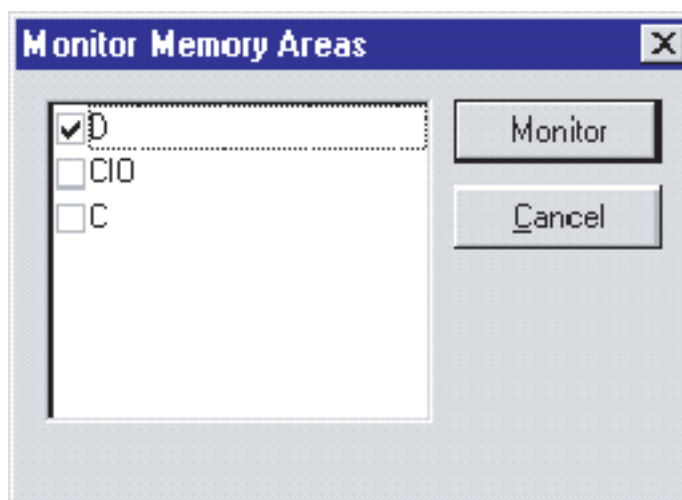 Monitor Memory Areas
D
CIO
C
Monitor
Cancel